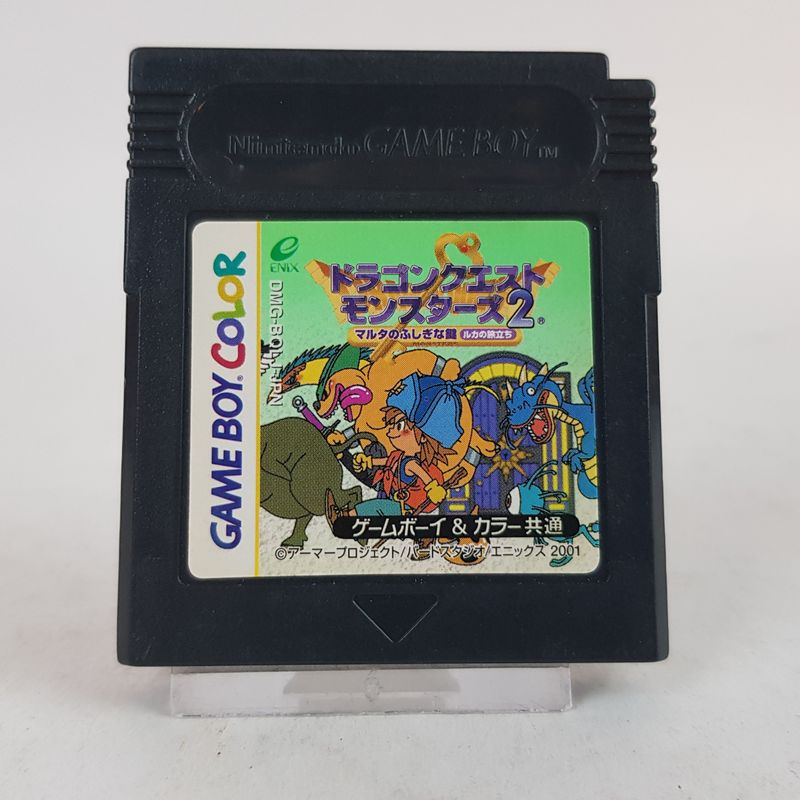 Nintendo GAME BOY TM
GAME BOY COLOR
ENIX
ドラゴンクエスト
モンスターズ2
マルタのふしぎな鍵 ルカの旅立ち
ゲームボーイ & カラー共通
©アーマープロジェクト/バードスタジオ/エニックス 2001